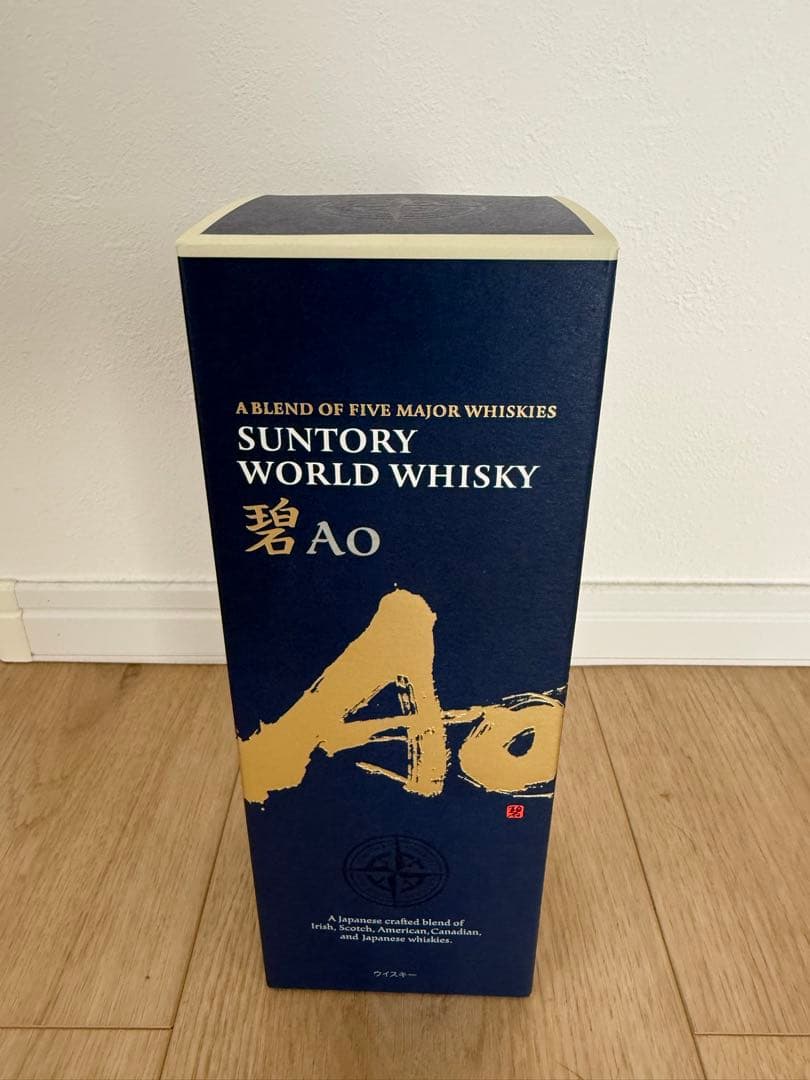 A BLEND OF FIVE MAJOR WHISKIES
SUNTORY
WORLD WHISKY
碧 AO
Ao
碧
A Japanese crafted blend of
Irish, Scotch, American, Canadian,
and Japanese whiskies.
ウイスキー